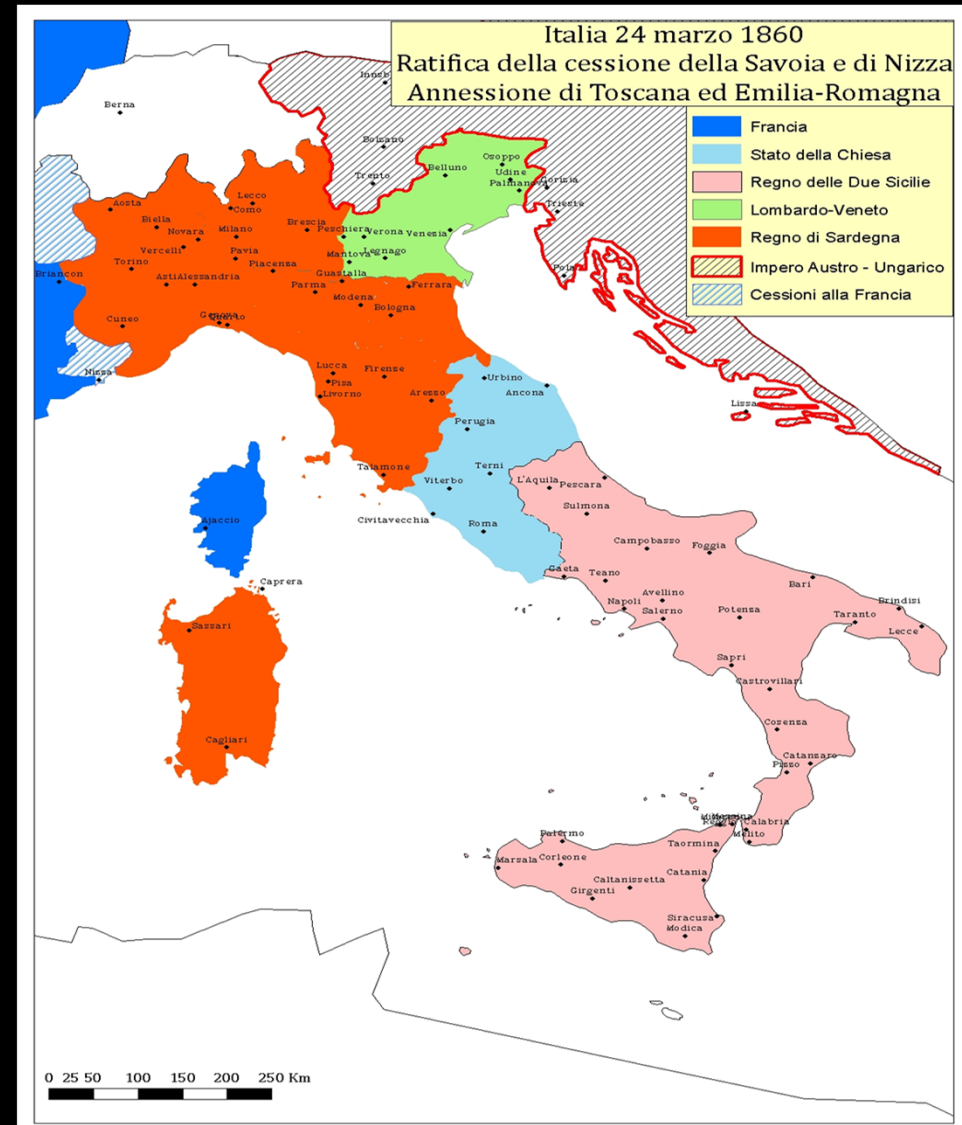 Italia 24 marzo 1860
Ratifica della cessione della Savoia e di Nizza
Annessione di Toscana ed Emilia-Romagna
Francia
Stato della Chiesa
Regno delle Due Sicilie
Lombardo-Veneto
Regno di Sardegna
Impero Austro - Ungarico
Cessioni alla Francia
Innsb
Berna
Bolzano
Osoppo
Belluno
Udine
Trento
Palmanova
Gorizia
Aosta
Lecco
Como
Trieste
Biella
Brescia
Novara
Milano
Peschiera
Verona
Venezia
Vercelli
Pavia
Legnago
Mantova
Torino
Piacenza
Pola
Briancon
Asti
Alessandria
Guastalla
Parma
Ferrara
Modena
Bologna
Cuneo
Genova
Nizza
Lucca
Firenze
Pisa
Urbino
Livorno
Aresso
Ancona
Lissa
Perugia
Talamone
Terni
Viterbo
L'Aquila
Pescara
Sulmona
Civitavecchia
Roma
Ajaccio
Campobasso
Foggia
Gaeta
Teano
Caprera
Bari
Avellino
Napoli
Salerno
Potenza
Brindisi
Taranto
Sassari
Lecce
Sapri
Castrovillari
Cosenza
Cagliari
Catanzaro
Pizzo
Calabria
Melito
Palermo
Taormina
Marsala
Corleone
Catania
Caltanissetta
Girgenti
Siracusa
Modica
0 25 50 100 150 200 250 Km